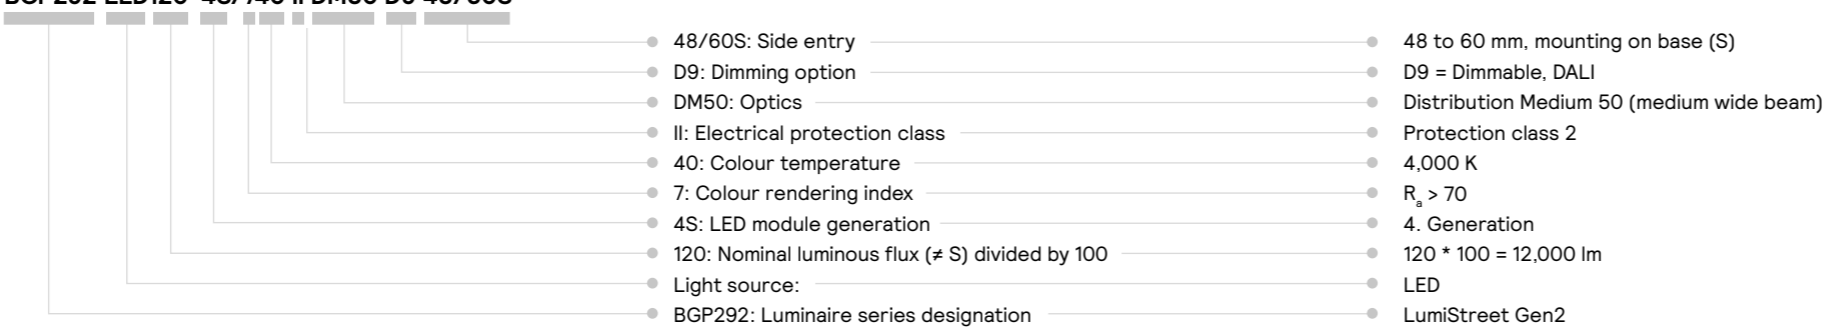 48/60S: Side entry 48 to 60 mm, mounting on base (S)
D9: Dimming option D9 = Dimmable, DALI
DM50: Optics Distribution Medium 50 (medium wide beam)
II: Electrical protection class Protection class 2
40: Colour temperature 4,000 K
7: Colour rendering index Ra > 70
4S: LED module generation 4. Generation
120: Nominal luminous flux (≠ S) divided by 100 120 * 100 = 12,000 lm
Light source: LED
BGP292: Luminaire series designation LumiStreet Gen2